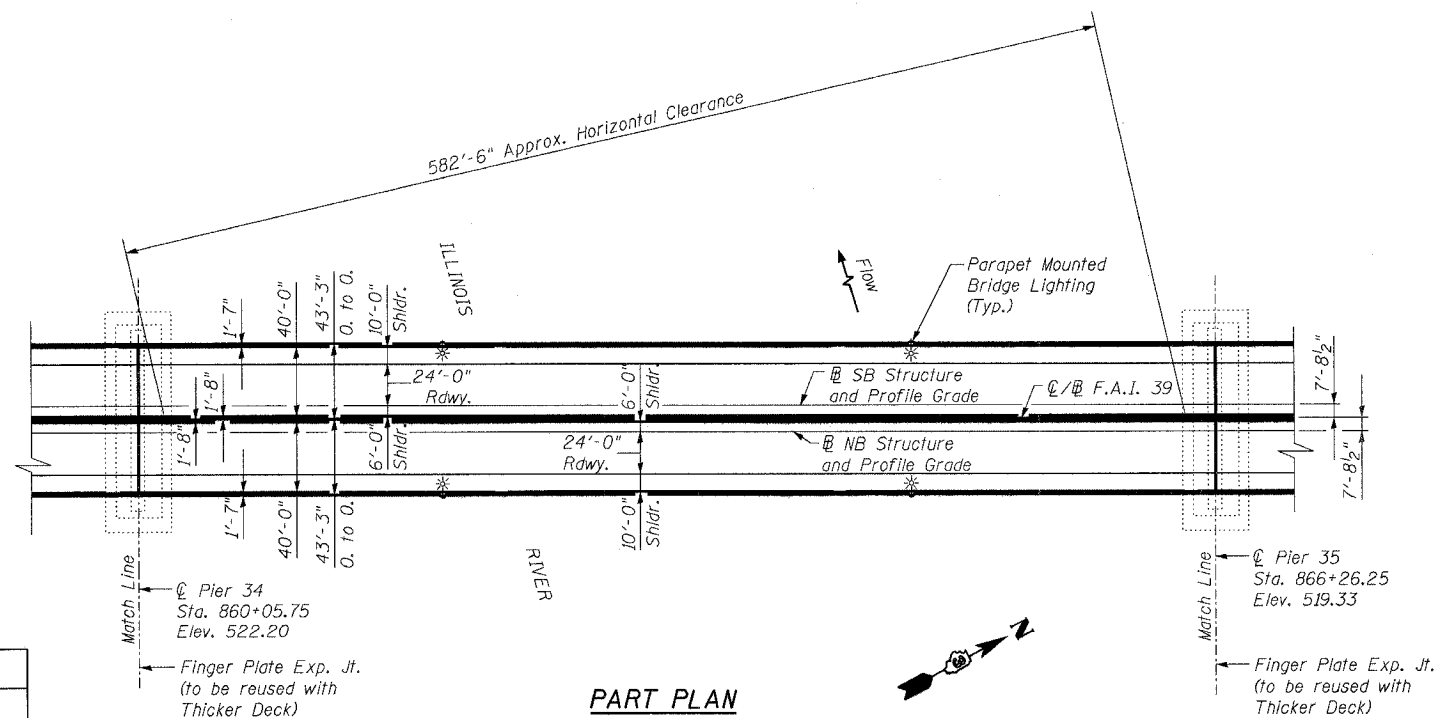 582'-6" Approx. Horizontal Clearance
ILLINOIS
Flow
Parapet Mounted
Bridge Lighting
(Typ.)
1'-7"
40'-0"
43'-3"
O. to O.
10'-0"
Shldr.
24'-0"
Rdwy.
6'-0"
Shldr.
℄ SB Structure
and Profile Grade
℄/℄ F.A.I. 39
7'-8½"
1'-8"
1'-8"
6'-0"
Shldr.
24'-0"
Rdwy.
NB Structure
and Profile Grade
7'-8½"
1'-7"
40'-0"
43'-3"
O. to O.
10'-0"
Shldr.
RIVER
Match Line
℄ Pier 34
Sta. 860+05.75
Elev. 522.20
Finger Plate Exp. Jt.
(to be reused with
Thicker Deck)
N
PART PLAN
Match Line
℄ Pier 35
Sta. 866+26.25
Elev. 519.33
Finger Plate Exp. Jt.
(to be reused with
Thicker Deck)